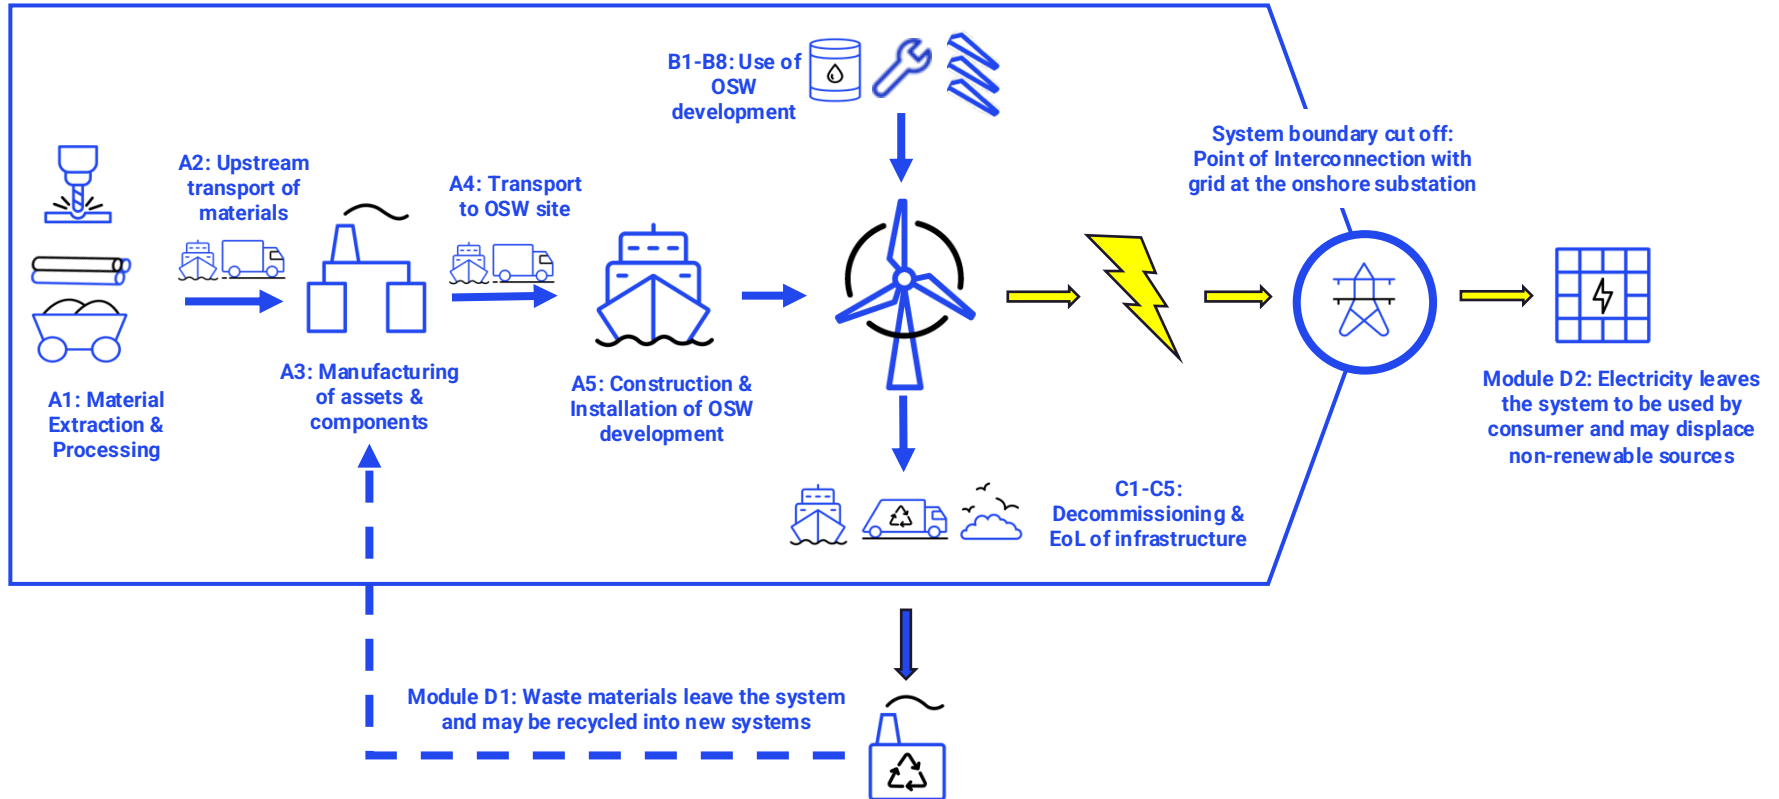 B1-B8: Use of
OSW
development
System boundary cut off:
Point of Interconnection with
grid at the onshore substation
A2: Upstream
transport of
materials
A4: Transport
to OSW site
A1: Material
Extraction &
Processing
A3: Manufacturing
of assets &
components
A5: Construction &
Installation of OSW
development
Module D2: Electricity leaves
the system to be used by
consumer and may displace
non-renewable sources
C1-C5:
Decommissioning &
EoL of infrastructure
Module D1: Waste materials leave the system
and may be recycled into new systems